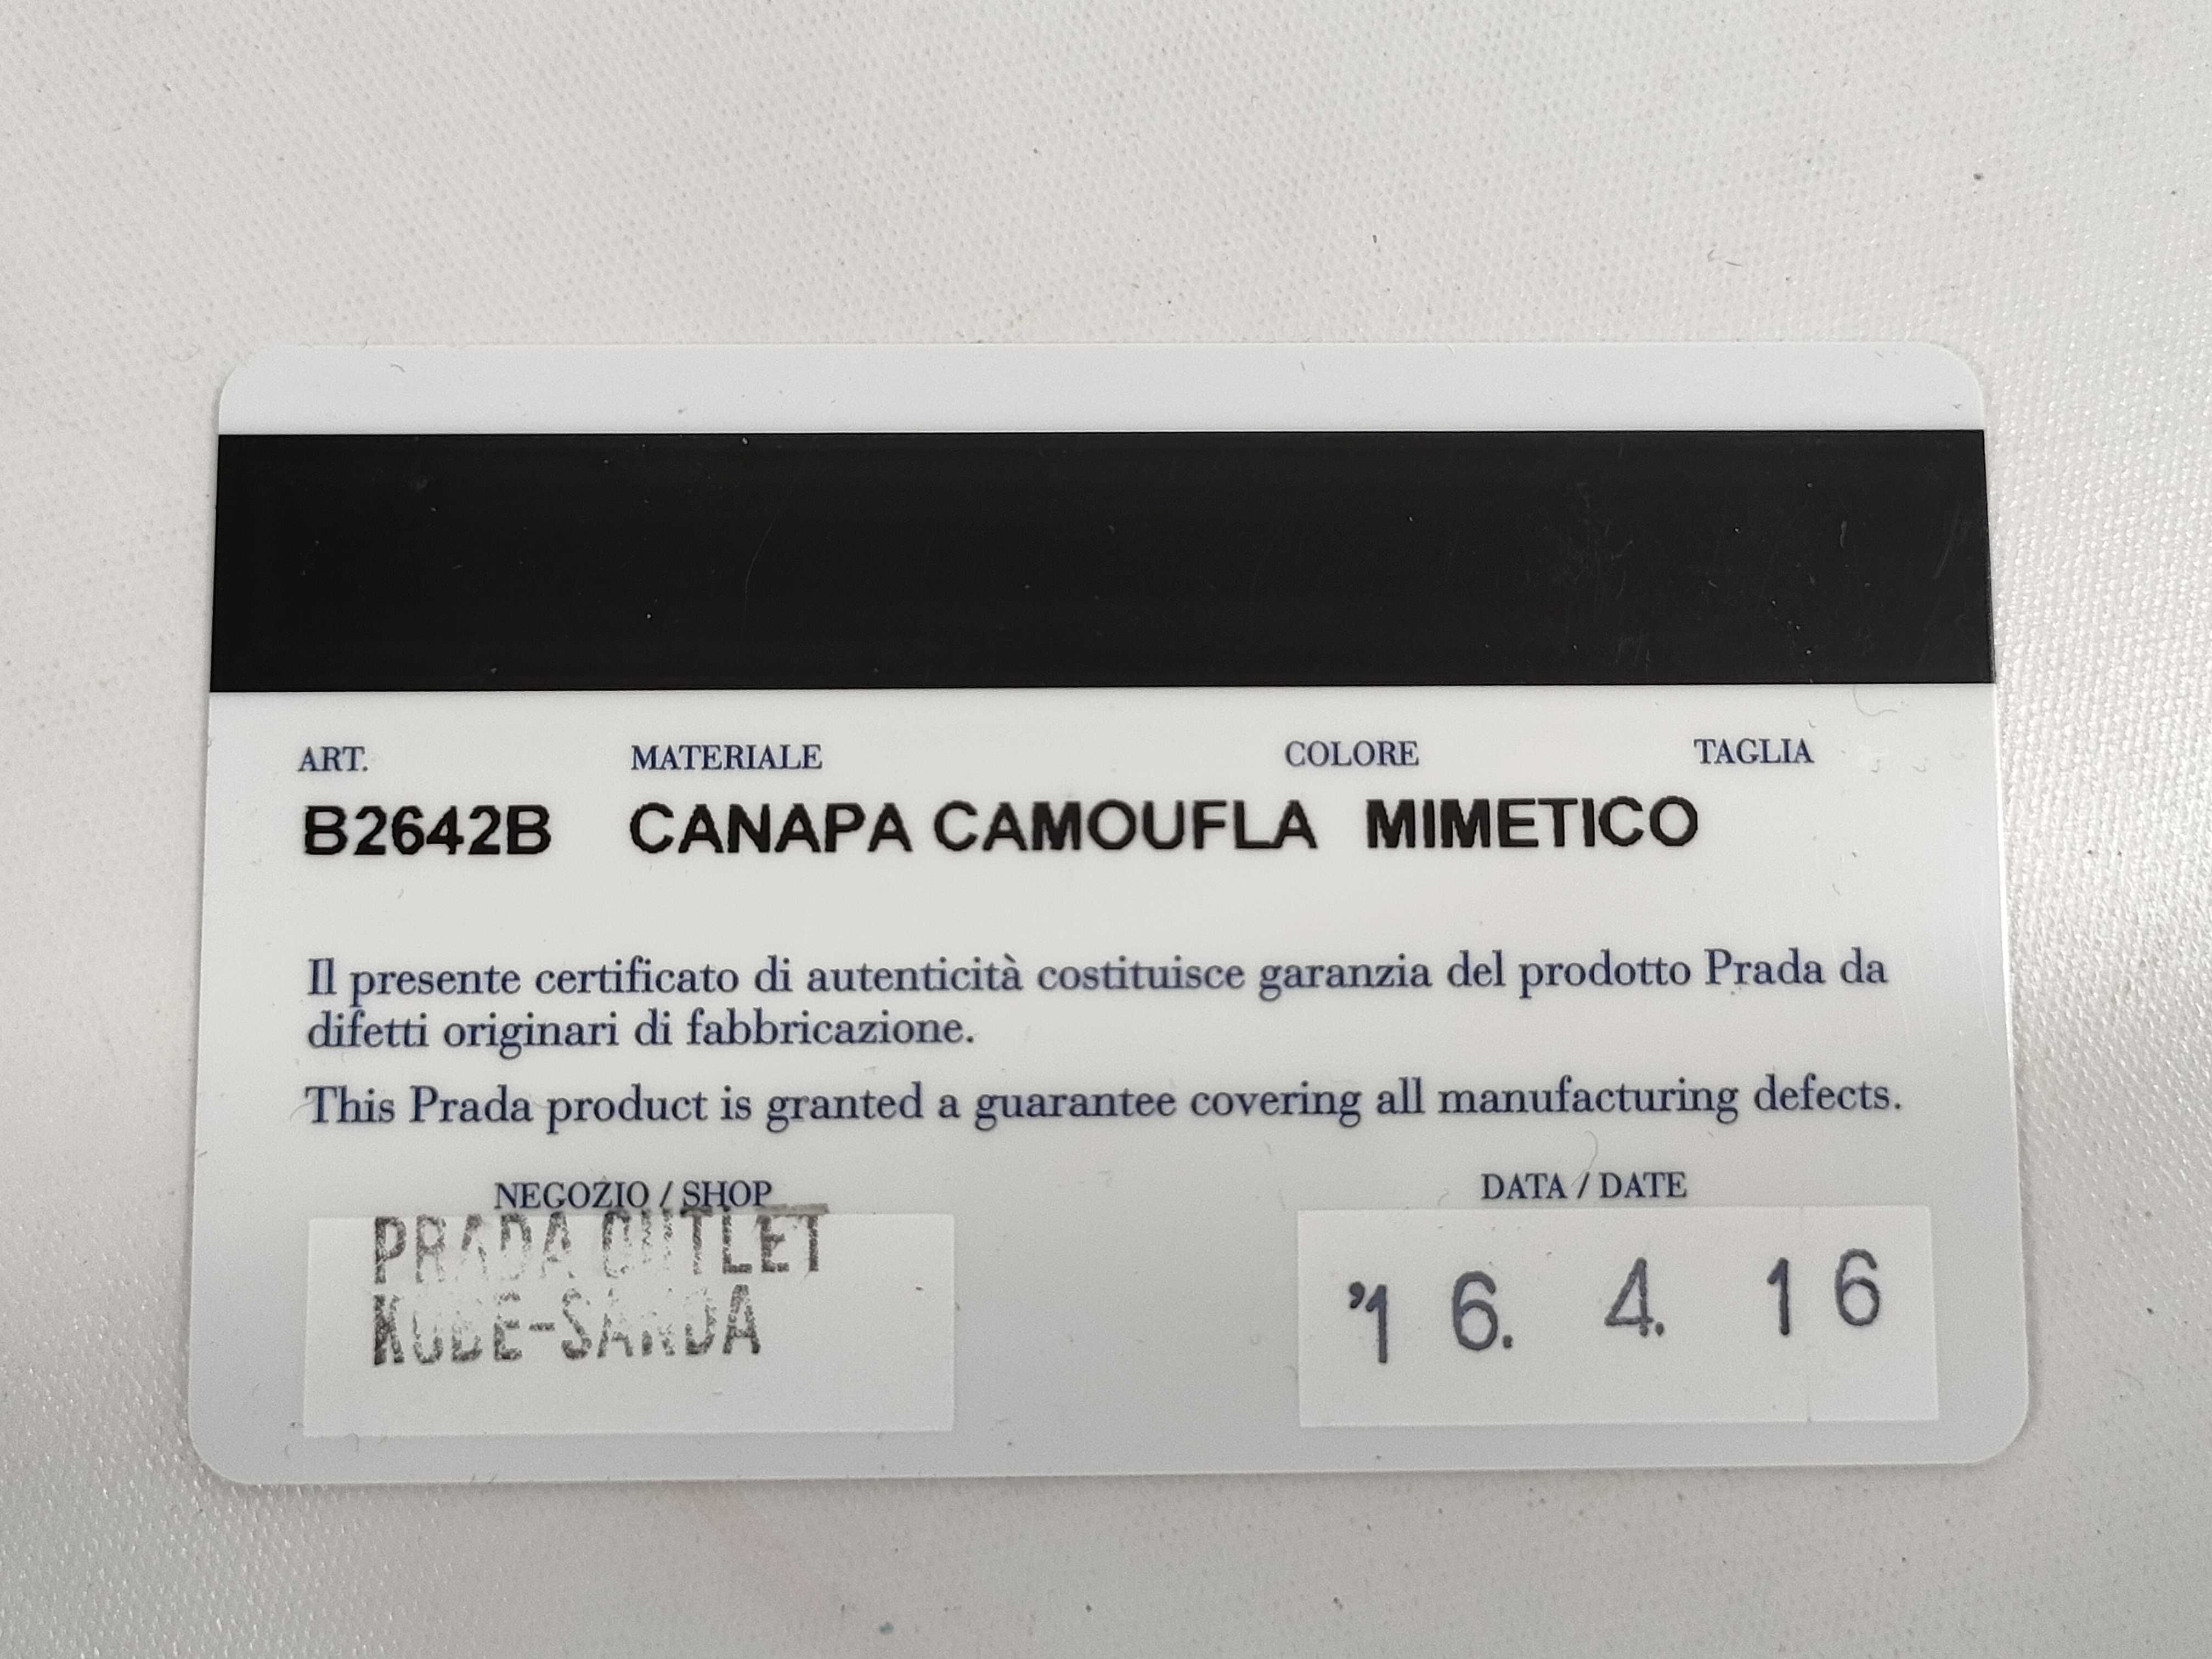 ART. MATERIALE COLORE TAGLIA
B2642B CANAPA CAMOUFLA MIMETICO
Il presente certificato di autenticità costituisce garanzia del prodotto Prada da
difetti originari di fabbricazione.
This Prada product is granted a guarantee covering all manufacturing defects.
NEGOZIO / SHOP DATA / DATE
PRADA OUTLET
KOBE-SANDA
'16. 4. 16